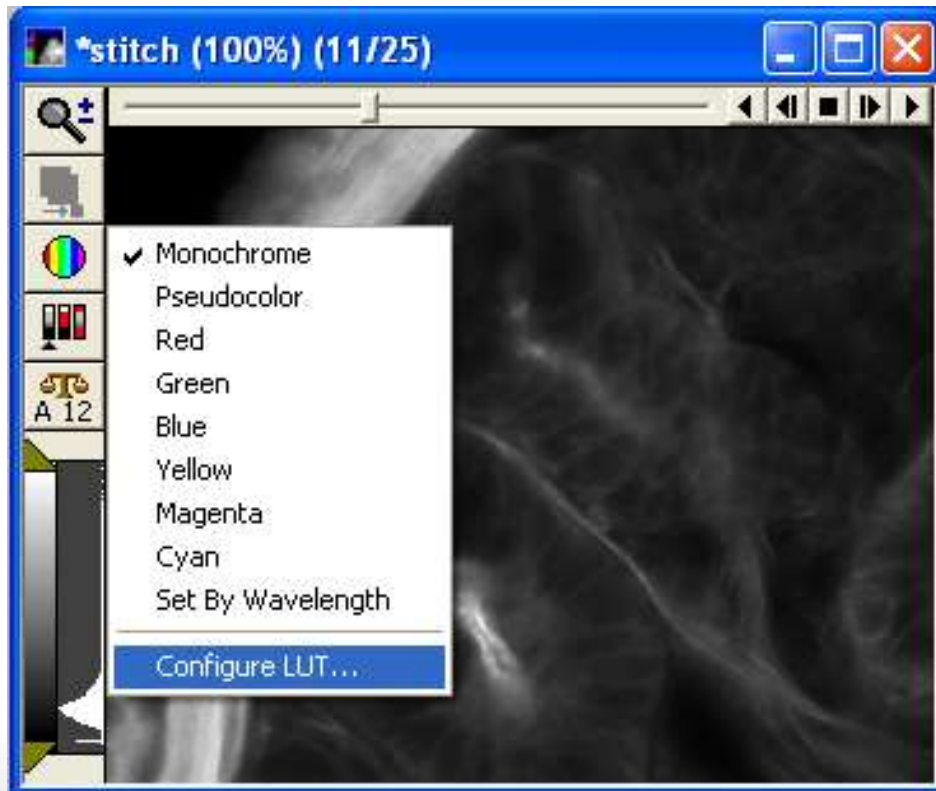 *stitch (100%) (11/25)
Monochrome
Pseudocolor
Red
Green
A 12
Blue
Yellow
Magenta
Cyan
Set By Wavelength
Configure LUT...